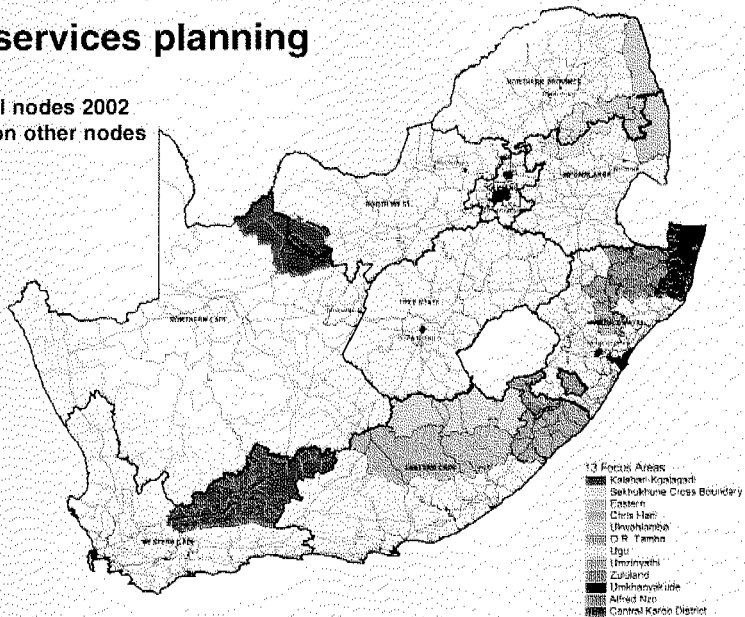 services planning
l nodes 2002
on other nodes
NORTHERN PROVINCE
NORTH WEST
FREE STATE
NORTHERN CAPE
EASTERN CAPE
WESTERN CAPE
13 Focus Areas
Kalahari-Kgalagadi
Sekhukhune Cross Boundary
Eastern
Chris Hani
Ukwahlamba
O.R. Tambo
Ugu
Umzinyathi
Zululand
Umkhanyakude
Alfred Nzo
Central Karoo District